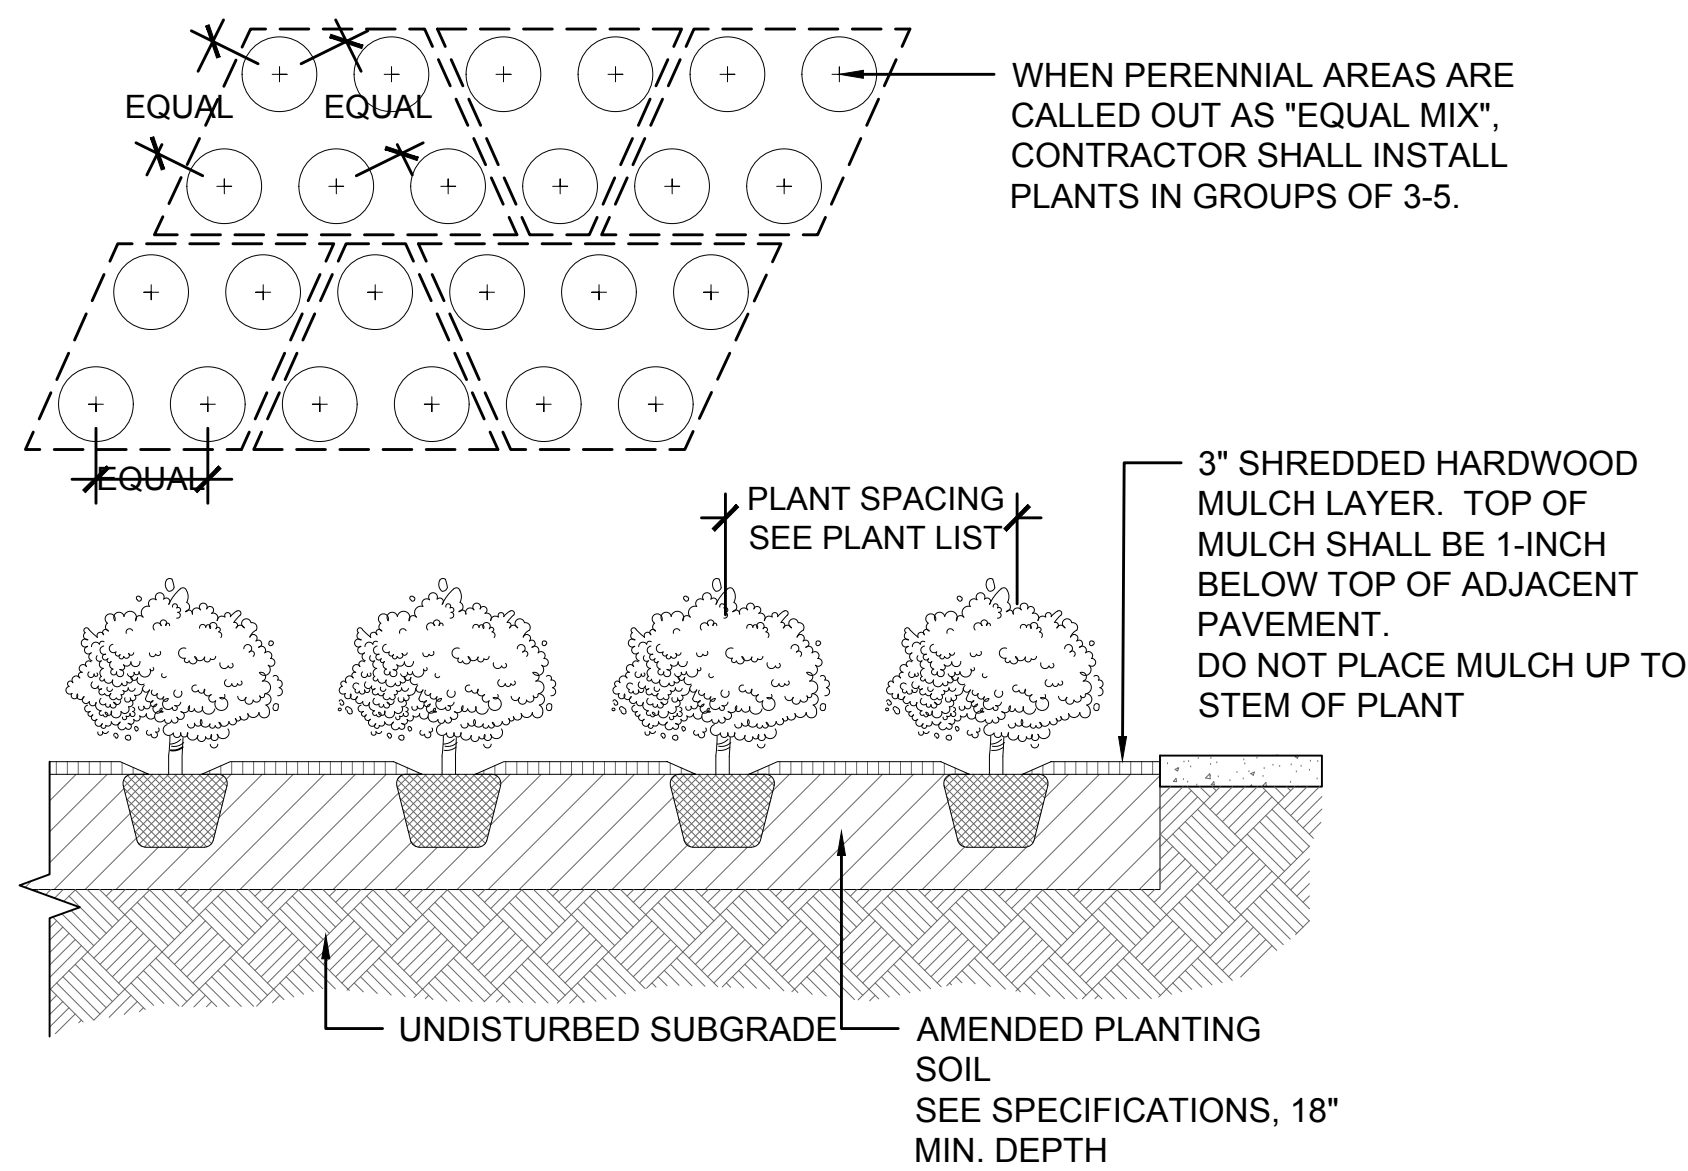 EQUAL
EQUAL
WHEN PERENNIAL AREAS ARE
CALLED OUT AS "EQUAL MIX",
CONTRACTOR SHALL INSTALL
PLANTS IN GROUPS OF 3-5.
EQUAL
PLANT SPACING
SEE PLANT LIST
3" SHREDDED HARDWOOD
MULCH LAYER. TOP OF
MULCH SHALL BE 1-INCH
BELOW TOP OF ADJACENT
PAVEMENT.
DO NOT PLACE MULCH UP TO
STEM OF PLANT
UNDISTURBED SUBGRADE
AMENDED PLANTING
SOIL
SEE SPECIFICATIONS, 18"
MIN. DEPTH